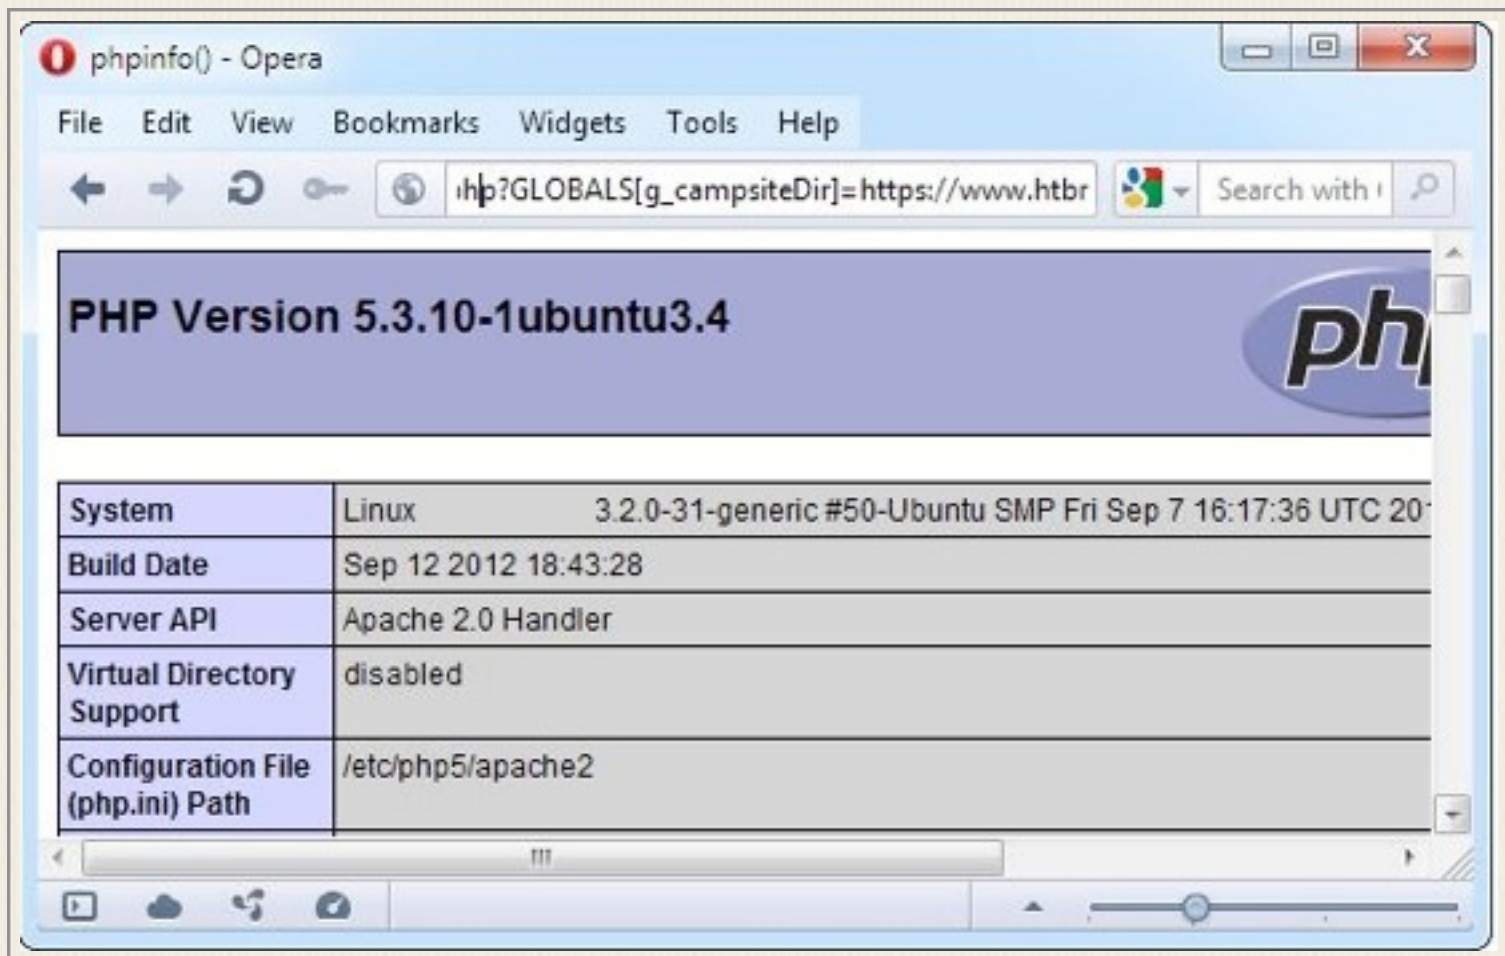 phpinfo() - Opera
File Edit View Bookmarks Widgets Tools Help
hp?GLOBALS[g_campsiteDir]=https://www.htbr Search with
PHP Version 5.3.10-1ubuntu3.4
ph
System Linux 3.2.0-31-generic #50-Ubuntu SMP Fri Sep 7 16:17:36 UTC 20
Build Date Sep 12 2012 18:43:28
Server API Apache 2.0 Handler
Virtual Directory disabled
Support
Configuration File /etc/php5/apache2
(php.ini) Path